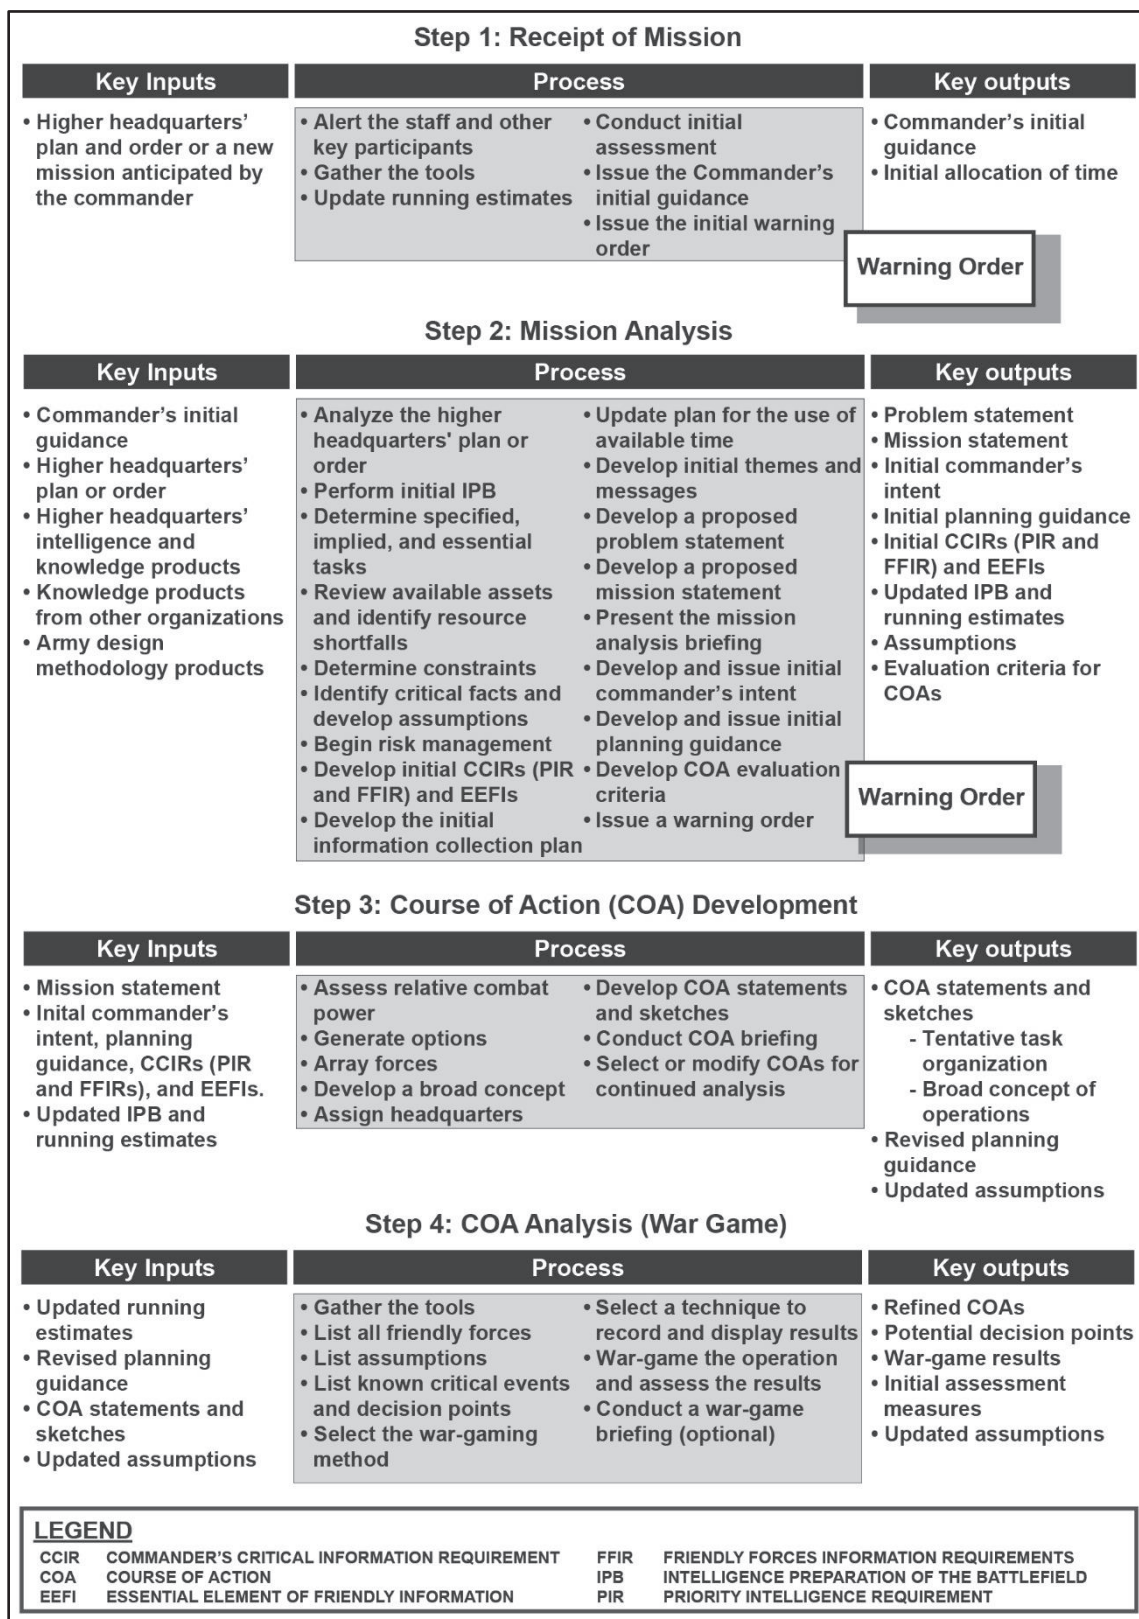 Step 1: Receipt of Mission
Key Inputs
• Higher headquarters'
plan and order or a new
mission anticipated by
the commander
Process
• Alert the staff and other
key participants
• Gather the tools
• Update running estimates
• Conduct initial
assessment
• Issue the Commander's
initial guidance
• Issue the initial warning
order
Key outputs
• Commander's initial
guidance
• Initial allocation of time
Warning Order
Step 2: Mission Analysis
Key Inputs
• Commander's initial
guidance
• Higher headquarters'
plan or order
• Higher headquarters'
intelligence and
knowledge products
• Knowledge products
from other organizations
• Army design
methodology products
Process
• Analyze the higher
headquarters' plan or
order
• Perform initial IPB
• Determine specified,
implied, and essential
tasks
• Review available assets
and identify resource
shortfalls
• Determine constraints
• Identify critical facts and
develop assumptions
• Begin risk management
• Develop initial CCIRs (PIR
and FFIR) and EEFIs
• Develop the initial
information collection plan
• Update plan for the use of
available time
• Develop initial themes and
messages
• Develop a proposed
problem statement
• Develop a proposed
mission statement
• Present the mission
analysis briefing
• Develop and issue initial
commander's intent
• Develop and issue initial
planning guidance
• Develop COA evaluation
criteria
• Issue a warning order
Key outputs
• Problem statement
• Mission statement
• Initial commander's
intent
• Initial planning guidance
• Initial CCIRs (PIR and
FFIR) and EEFIs
• Updated IPB and
running estimates
• Assumptions
• Evaluation criteria for
COAs
Warning Order
Step 3: Course of Action (COA) Development
Key Inputs
• Mission statement
• Inital commander's
intent, planning
guidance, CCIRs (PIR
and FFIRs), and EEFIs.
• Updated IPB and
running estimates
Process
• Assess relative combat
power
• Generate options
• Array forces
• Develop a broad concept
• Assign headquarters
• Develop COA statements
and sketches
• Conduct COA briefing
• Select or modify COAs for
continued analysis
Key outputs
• COA statements and
sketches
- Tentative task
organization
- Broad concept of
operations
• Revised planning
guidance
• Updated assumptions
Step 4: COA Analysis (War Game)
Key Inputs
• Updated running
estimates
• Revised planning
guidance
• COA statements and
sketches
• Updated assumptions
Process
• Gather the tools
• List all friendly forces
• List assumptions
• List known critical events
and decision points
• Select the war-gaming
method
• Select a technique to
record and display results
• War-game the operation
and assess the results
• Conduct a war-game
briefing (optional)
Key outputs
• Refined COAs
• Potential decision points
• War-game results
• Initial assessment
measures
• Updated assumptions
LEGEND
CCIR COMMANDER'S CRITICAL INFORMATION REQUIREMENT
COA COURSE OF ACTION
EEFI ESSENTIAL ELEMENT OF FRIENDLY INFORMATION
FFIR FRIENDLY FORCES INFORMATION REQUIREMENTS
IPB INTELLIGENCE PREPARATION OF THE BATTLEFIELD
PIR PRIORITY INTELLIGENCE REQUIREMENT